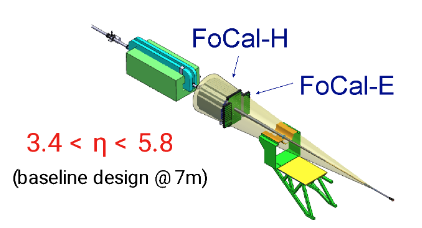 FoCal-H
FoCal-E
3.4 < η < 5.8
(baseline design @ 7m)